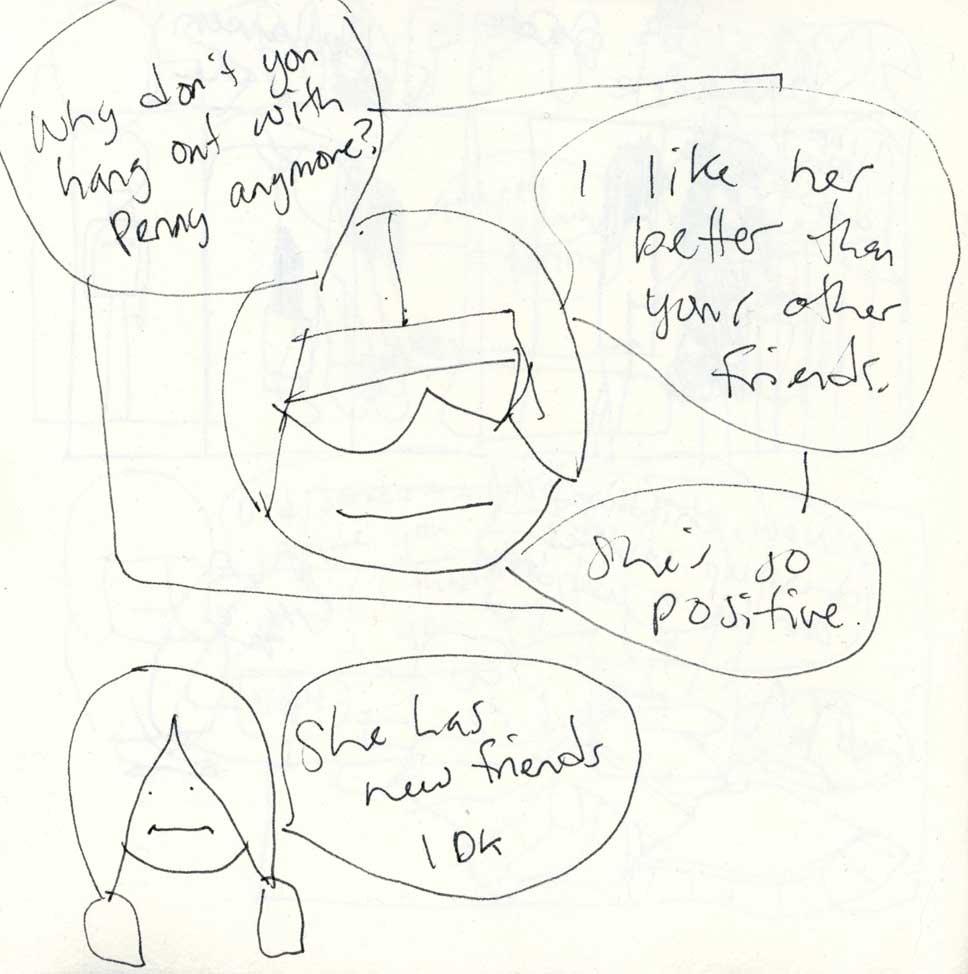 Why don't you
hang out with
Penny anymore?
I like her
better than
your other
friends.
She's so
positive.
She has
new friends
IDK